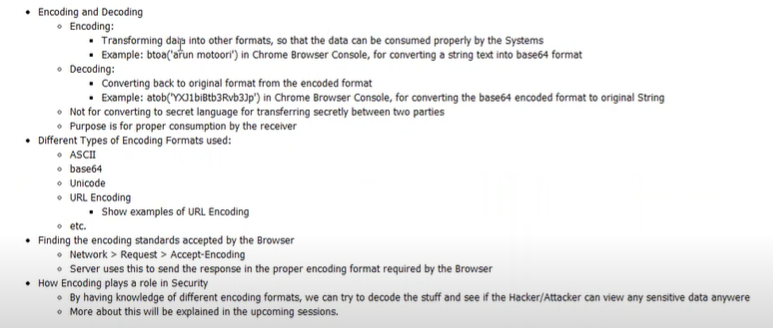 Encoding and Decoding
Encoding:
Transforming data into other formats, so that the data can be consumed properly by the Systems
Example: btoa('arun motoori') in Chrome Browser Console, for converting a string text into base64 format
Decoding:
Converting back to original format from the encoded format
Example: atob('YXJ1biBtb3Rvb3Jp') in Chrome Browser Console, for converting the base64 encoded format to original String
Not for converting to secret language for transferring secretly between two parties
Purpose is for proper consumption by the receiver
Different Types of Encoding Formats used:
ASCII
base64
Unicode
URL Encoding
Show examples of URL Encoding
etc.
Finding the encoding standards accepted by the Browser
Network > Request > Accept-Encoding
Server uses this to send the response in the proper encoding format required by the Browser
How Encoding plays a role in Security
By having knowledge of different encoding formats, we can try to decode the stuff and see if the Hacker/Attacker can view any sensitive data anywere
More about this will be explained in the upcoming sessions.